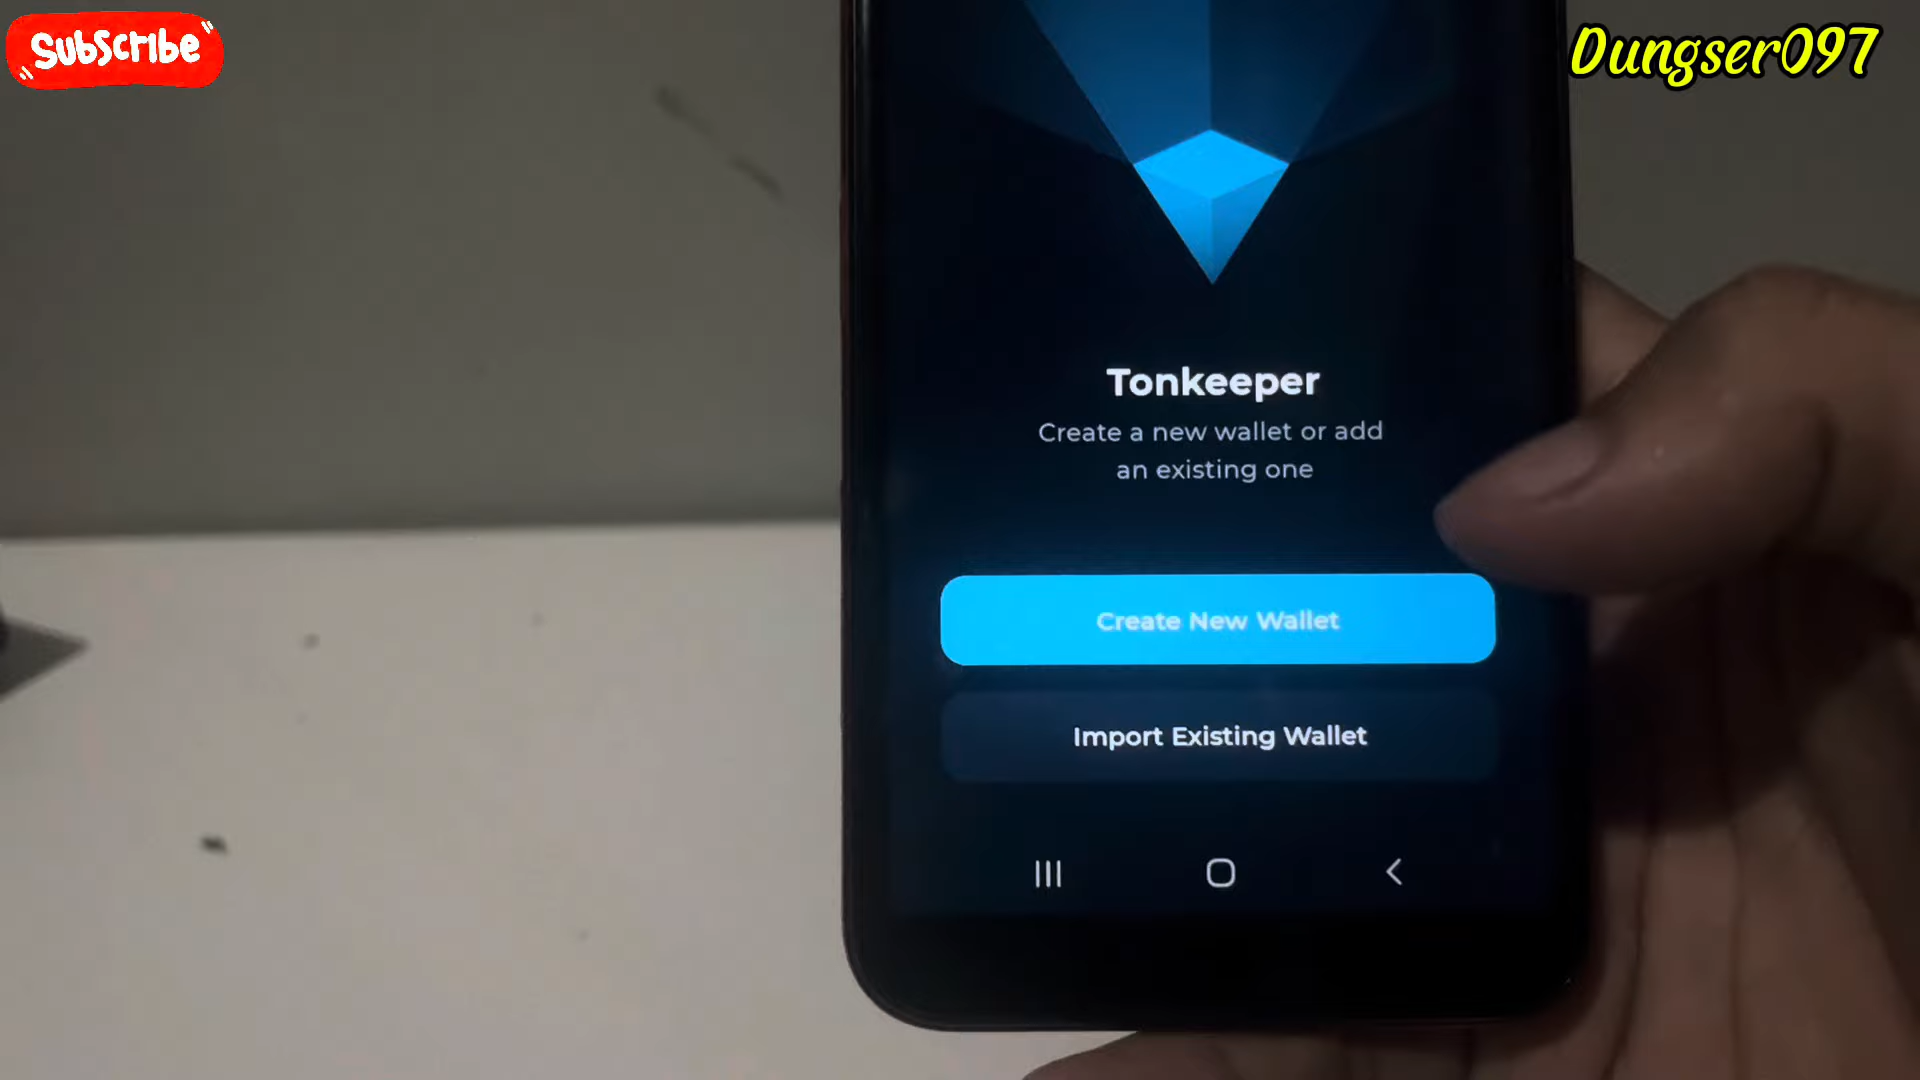 Subscribe
Dungser097
Tonkeeper
Create a new wallet or add
an existing one
Create New Wallet
Import Existing Wallet